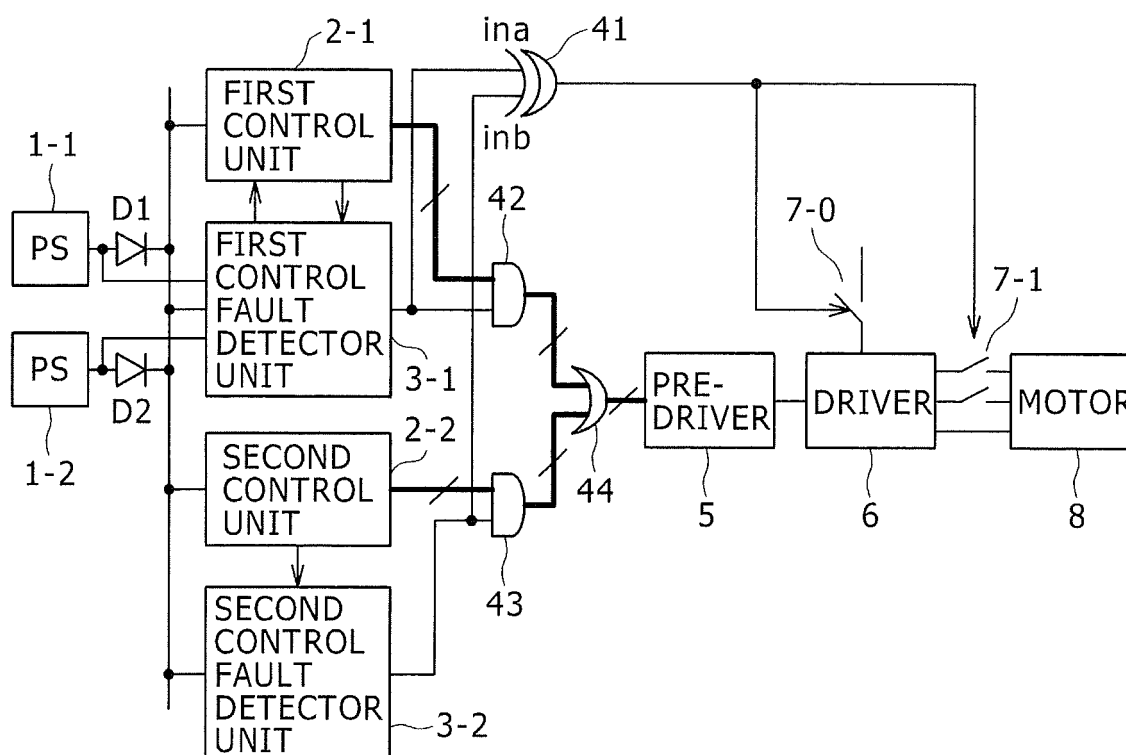 2-1
ina
41
FIRST
CONTROL
UNIT
inb
1-1
D1
PS
42
7-0
FIRST
CONTROL
FAULT
DETECTOR
UNIT
3-1
7-1
PS
D2
1-2
PRE-
DRIVER
DRIVER
MOTOR
2-2
SECOND
CONTROL
UNIT
44
5
6
8
43
SECOND
CONTROL
FAULT
DETECTOR
UNIT
3-2